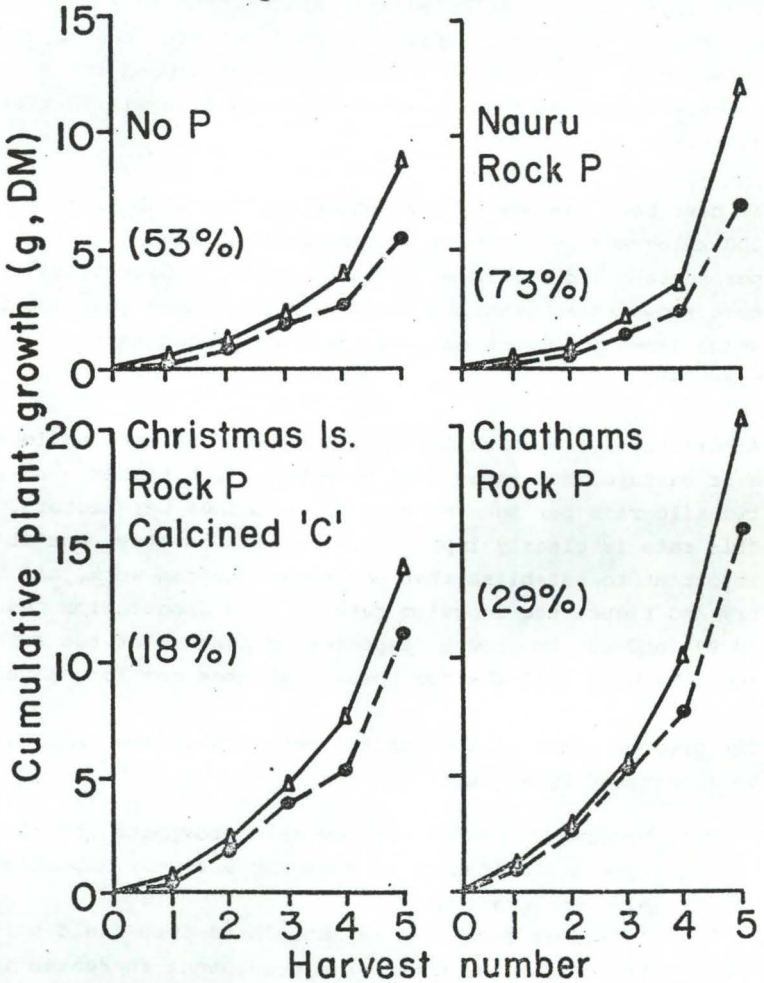 15
10
5
0
Cumulative plant growth (g, DM)
No P
(53%)
Nauru
Rock P
(73%)
20
15
10
5
0
Christmas Is.
Rock P
Calcined 'C'
(18%)
Chathams
Rock P
(29%)
0 1 2 3 4 5
0 1 2 3 4 5
Harvest number